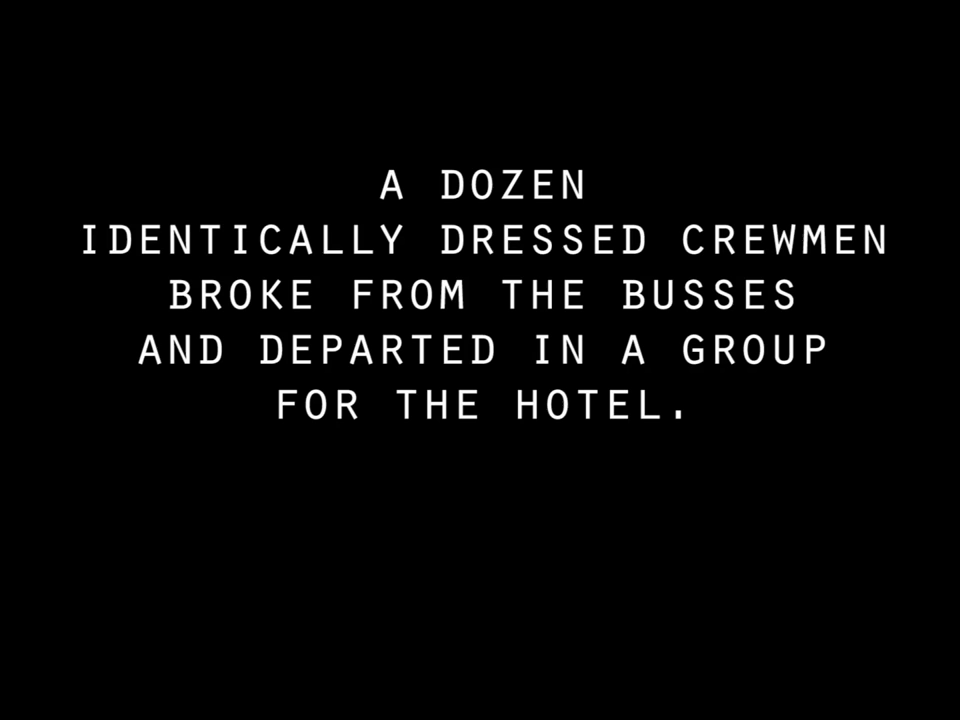 A DOZEN
IDENTICALLY DRESSED CREWMEN
BROKE FROM THE BUSSES
AND DEPARTED IN A GROUP
FOR THE HOTEL.